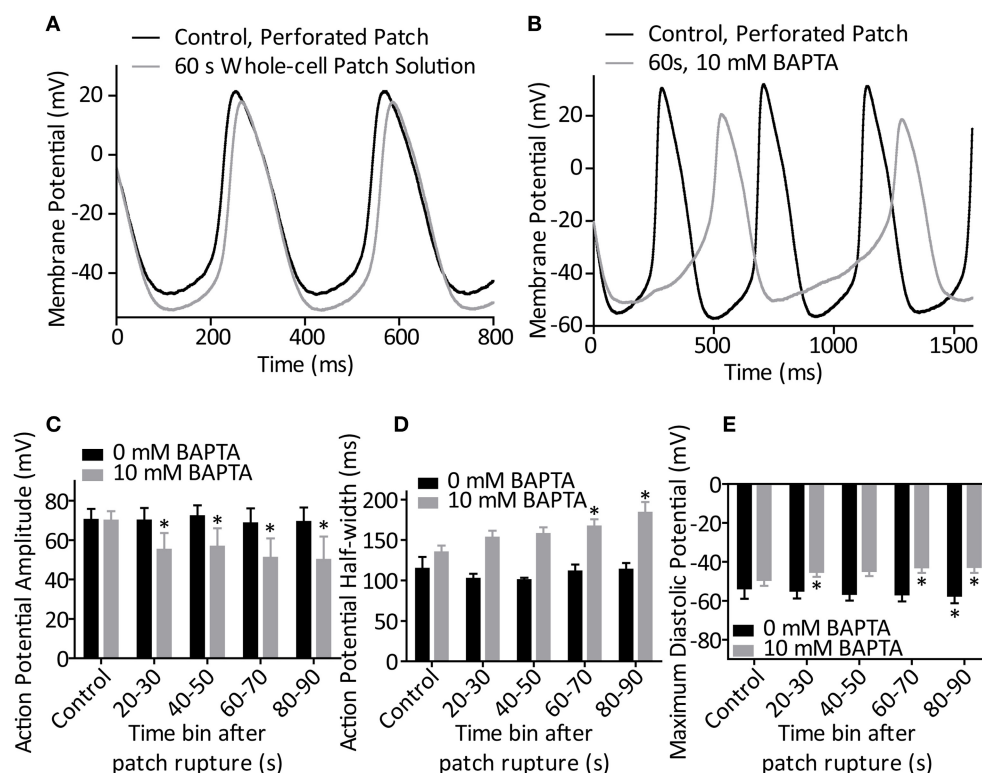 A
Control, Perforated Patch
60 s Whole-cell Patch Solution
Membrane Potential (mV)
20
0
-20
-40
0
200
400
600
800
Time (ms)
B
Control, Perforated Patch
60s, 10 mM BAPTA
Membrane Potential (mV)
20
0
-20
-40
-60
0
500
1000
1500
Time (ms)
C
0 mM BAPTA
10 mM BAPTA
Action Potential Amplitude (mV)
80
60
40
20
0
* * * *
Control
20-30
40-50
60-70
80-90
Time bin after
patch rupture (s)
D
0 mM BAPTA
10 mM BAPTA
Action Potential Half-width (ms)
200
150
100
50
0
* *
Control
20-30
40-50
60-70
80-90
Time bin after
patch rupture (s)
E
Maximum Diastolic Potential (mV)
0
-20
-40
-60
-80
* * * *
0 mM BAPTA
10 mM BAPTA
Control
20-30
40-50
60-70
80-90
Time bin after
patch rupture (s)